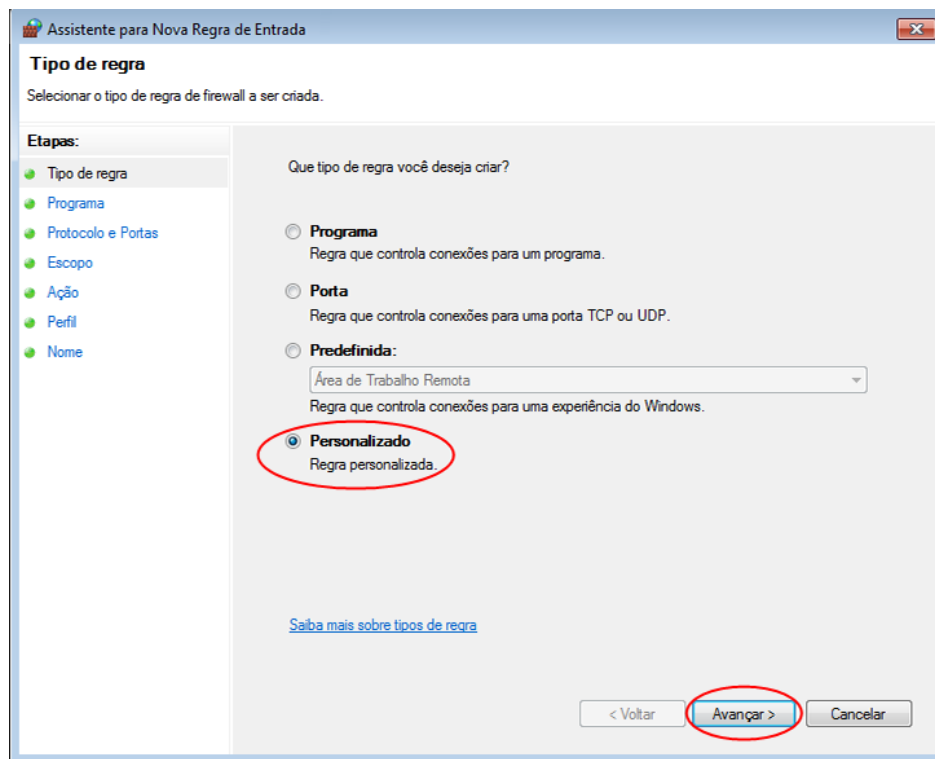 Assistente para Nova Regra de Entrada
Tipo de regra
Selecionar o tipo de regra de firewall a ser criada.
Etapas:
Tipo de regra
Programa
Protocolo e Portas
Escopo
Ação
Perfil
Nome
Que tipo de regra você deseja criar?
Programa
Regra que controla conexões para um programa.
Porta
Regra que controla conexões para uma porta TCP ou UDP.
Predefinida:
Área de Trabalho Remota
Regra que controla conexões para uma experiência do Windows.
Personalizado
Regra personalizada.
Saiba mais sobre tipos de regra
< Voltar
Avançar >
Cancelar